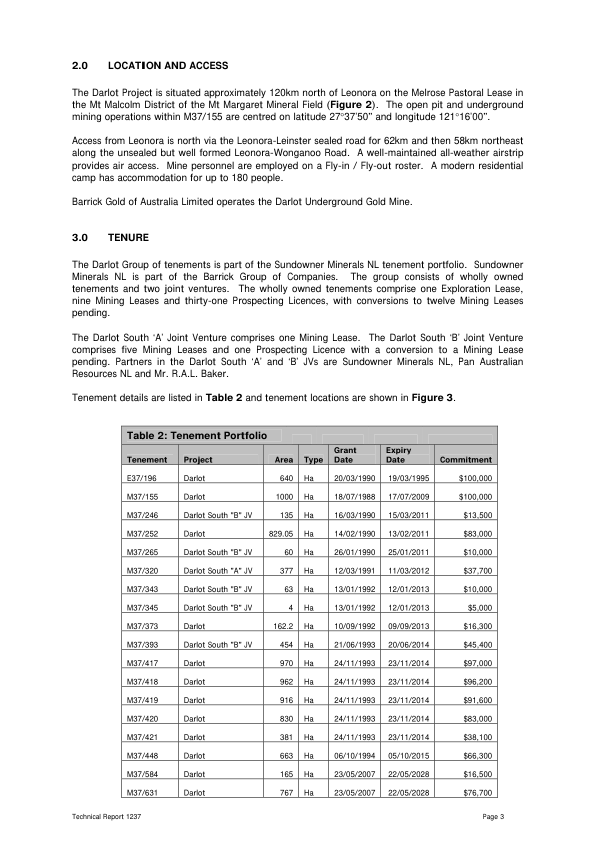 2.0 LOCATION AND ACCESS
The Darlot Project is situated approximately 120km north of Leonora on the Melrose Pastoral Lease in
the Mt Malcolm District of the Mt Margaret Mineral Field (Figure 2). The open pit and underground
mining operations within M37/155 are centred on latitude 27°37'50" and longitude 121°16'00".
Access from Leonora is north via the Leonora-Leinster sealed road for 62km and then 58km northeast
along the unsealed but well formed Leonora-Wonganoo Road. A well-maintained all-weather airstrip
provides air access. Mine personnel are employed on a Fly-in / Fly-out roster. A modern residential
camp has accommodation for up to 180 people.
Barrick Gold of Australia Limited operates the Darlot Underground Gold Mine.
3.0 TENURE
The Darlot Group of tenements is part of the Sundowner Minerals NL tenement portfolio. Sundowner
Minerals NL is part of the Barrick Group of Companies. The group consists of wholly owned
tenements and two joint ventures. The wholly owned tenements comprise one Exploration Lease,
nine Mining Leases and thirty-one Prospecting Licences, with conversions to twelve Mining Leases
pending.
The Darlot South 'A' Joint Venture comprises one Mining Lease. The Darlot South 'B' Joint Venture
comprises five Mining Leases and one Prospecting Licence with a conversion to a Mining Lease
pending. Partners in the Darlot South 'A' and 'B' JVs are Sundowner Minerals NL, Pan Australian
Resources NL and Mr. R.A.L. Baker.
Tenement details are listed in Table 2 and tenement locations are shown in Figure 3.
Table 2: Tenement Portfolio
Tenement Project Area Type Grant Date Expiry Date Commitment
E37/196 Darlot 640 Ha 20/03/1990 19/03/1995 $100,000
M37/155 Darlot 1000 Ha 18/07/1988 17/07/2009 $100,000
M37/246 Darlot South "B" JV 135 Ha 16/03/1990 15/03/2011 $13,500
M37/252 Darlot 829.05 Ha 14/02/1990 13/02/2011 $83,000
M37/265 Darlot South "B" JV 60 Ha 26/01/1990 25/01/2011 $10,000
M37/320 Darlot South "A" JV 377 Ha 12/03/1991 11/03/2012 $37,700
M37/343 Darlot South "B" JV 63 Ha 13/01/1992 12/01/2013 $10,000
M37/345 Darlot South "B" JV 4 Ha 13/01/1992 12/01/2013 $5,000
M37/373 Darlot 162.2 Ha 10/09/1992 09/09/2013 $16,300
M37/393 Darlot South "B" JV 454 Ha 21/06/1993 20/06/2014 $45,400
M37/417 Darlot 970 Ha 24/11/1993 23/11/2014 $97,000
M37/418 Darlot 962 Ha 24/11/1993 23/11/2014 $96,200
M37/419 Darlot 916 Ha 24/11/1993 23/11/2014 $91,600
M37/420 Darlot 830 Ha 24/11/1993 23/11/2014 $83,000
M37/421 Darlot 381 Ha 24/11/1993 23/11/2014 $38,100
M37/448 Darlot 663 Ha 06/10/1994 05/10/2015 $66,300
M37/584 Darlot 165 Ha 23/05/2007 22/05/2028 $16,500
M37/631 Darlot 767 Ha 23/05/2007 22/05/2028 $76,700
Technical Report 1237 Page 3